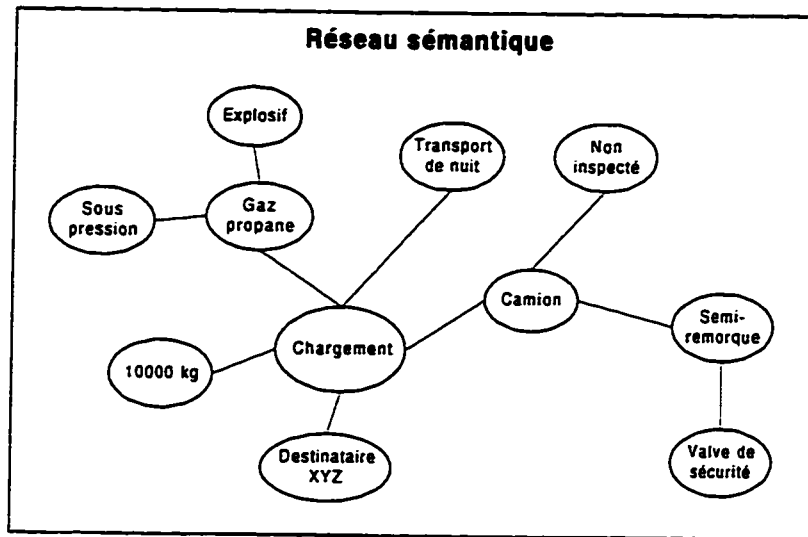 Réseau sémantique
Explosif
Transport
de nuit
Non
inspecté
Sous
pression
Gaz
propane
Camion
Semi-
remorque
Chargement
10000 kg
Destinataire
XYZ
Valve de
sécurité